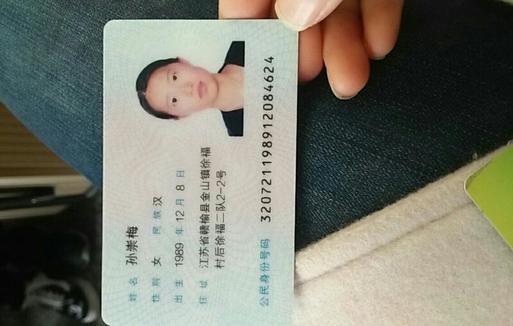 姓名 孙崇梅
性别 女 民族 汉
出生 1989 年 12 月 8 日
住址 江苏省赣榆县金山镇徐福
村后徐福二队2-2号
公民身份号码 320721198912084624